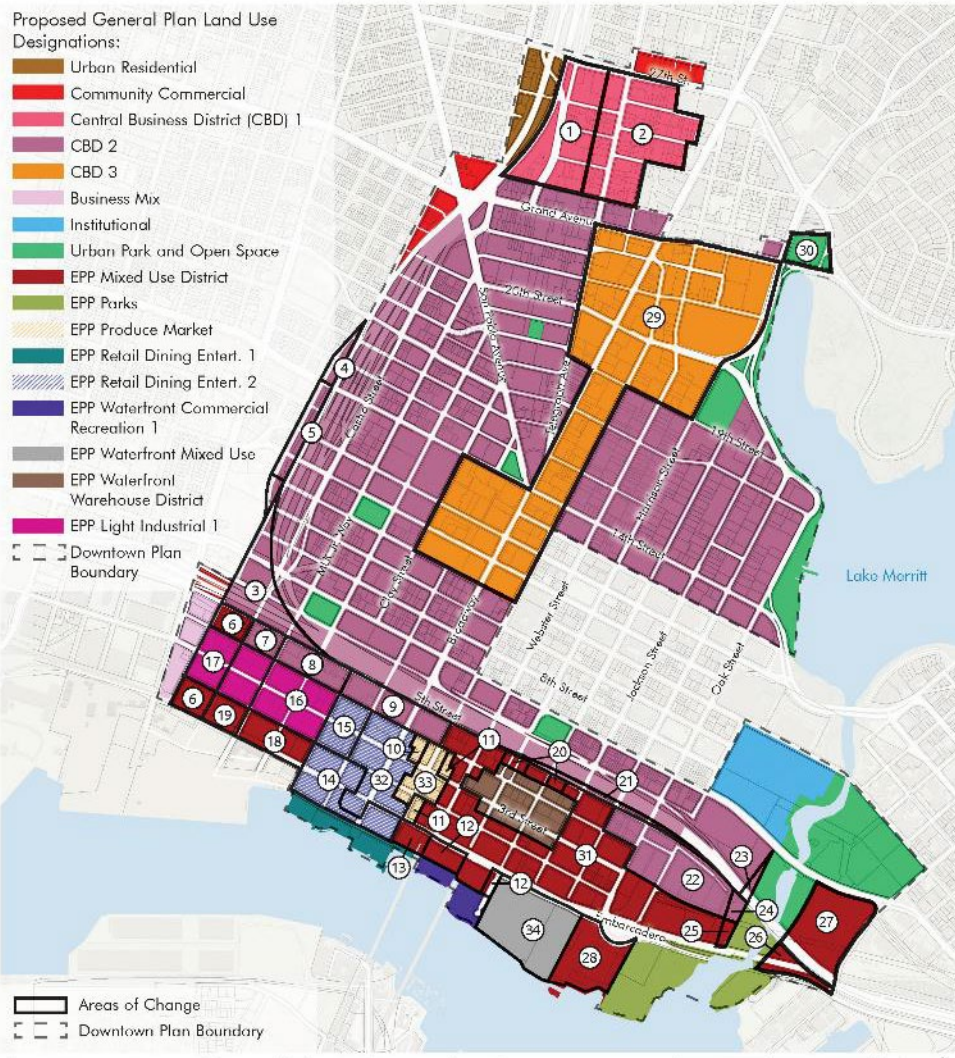 Proposed General Plan Land Use
Designations:
Urban Residential
Community Commercial
Central Business District (CBD) 1
CBD 2
CBD 3
Business Mix
Institutional
Urban Park and Open Space
EPP Mixed Use District
EPP Parks
EPP Produce Market
EPP Retail Dining Entert. 1
EPP Retail Dining Entert. 2
EPP Waterfront Commercial
Recreation 1
EPP Waterfront Mixed Use
EPP Waterfront
Warehouse District
EPP Light Industrial 1
Downtown Plan
Boundary
27th St.
1
2
Grand Avenue
30
20th Street
San Pablo Avenue
29
Telegraph Ave
4
Castro Street
5
19th Street
Madison Street
14th Street
MLK Jr. Way
Clay Street
Lake Merritt
3
Broadway
Webster Street
6
7
8
Jackson Street
Oak Street
17
16
5th Street
8th Street
6
19
18
15
9
10
11
20
21
14
32
33
3rd Street
11
12
31
13
12
22
23
24
25
26
27
Embarcadero
34
28
Areas of Change
Downtown Plan Boundary